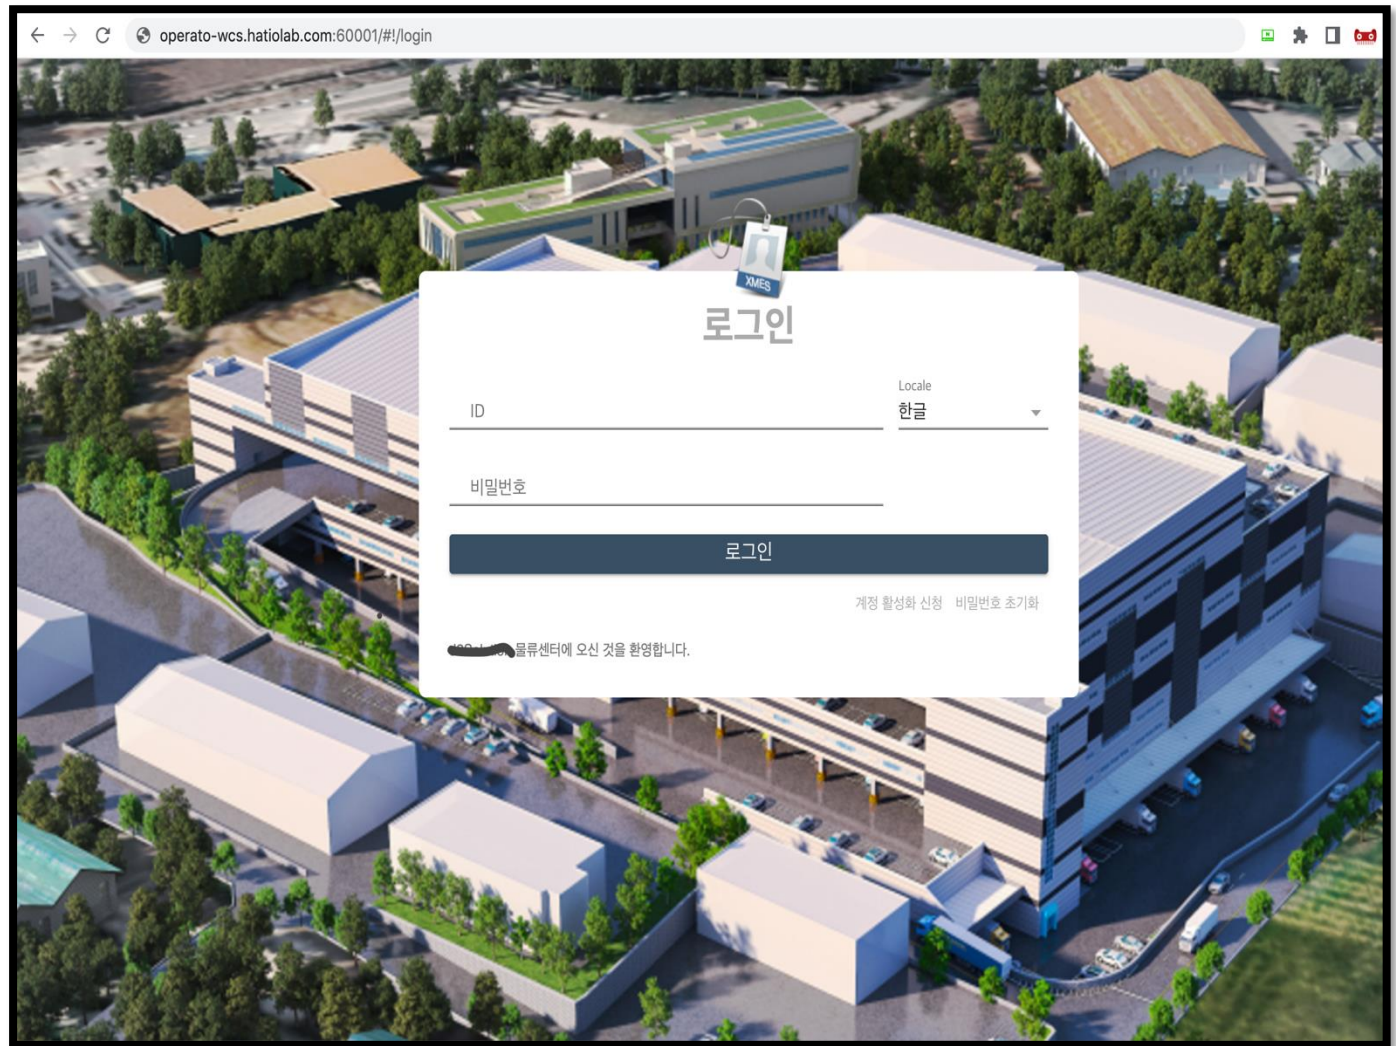 operato-wcs.hatiolab.com:60001/#!/login
XMES
로그인
Locale
ID
한글
비밀번호
로그인
계정 활성화 신청 비밀번호 초기화
물류센터에 오신 것을 환영합니다.